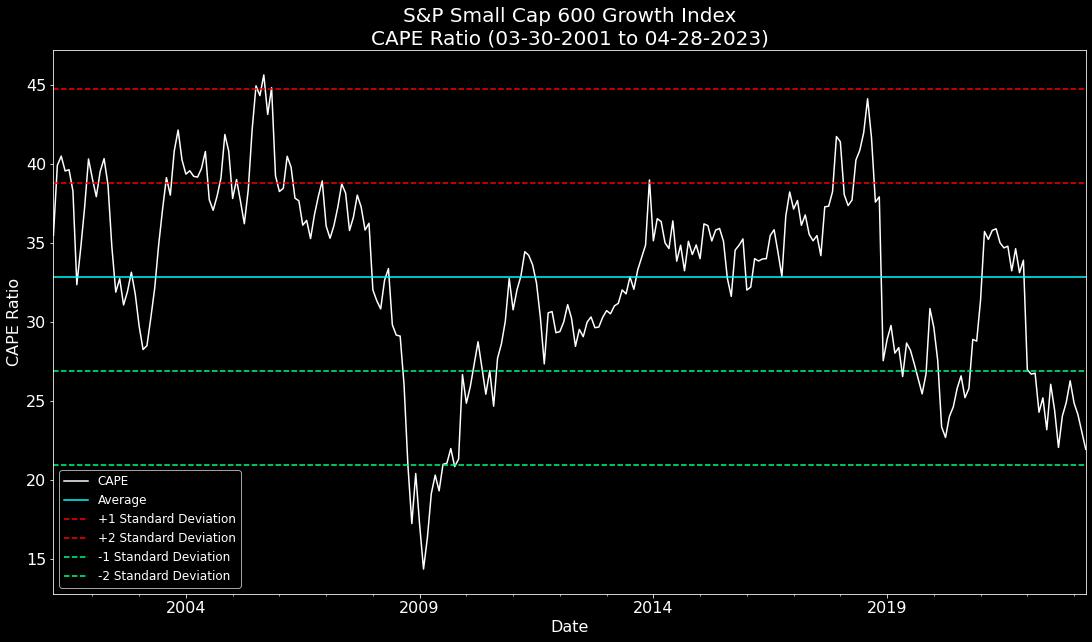 S&P Small Cap 600 Growth Index
CAPE Ratio (03-30-2001 to 04-28-2023)
CAPE Ratio
45
40
35
30
25
20
15
CAPE
Average
+1 Standard Deviation
+2 Standard Deviation
-1 Standard Deviation
-2 Standard Deviation
2004
2009
2014
2019
Date